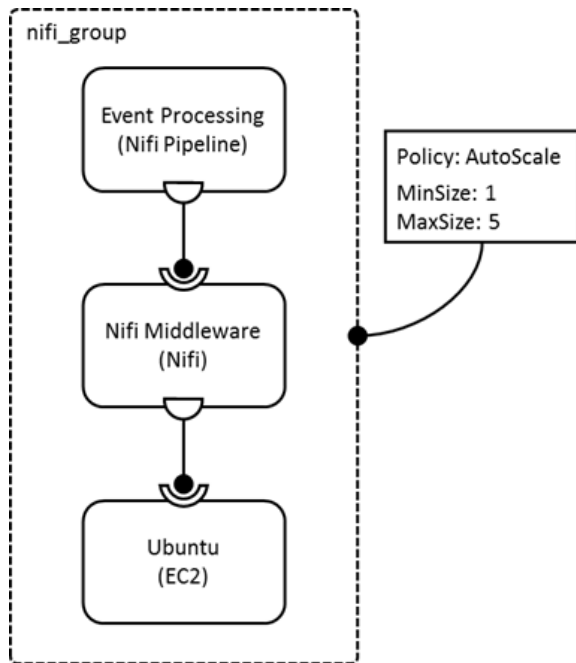 nifi_group
Event Processing
(Nifi Pipeline)
Policy: AutoScale
MinSize: 1
MaxSize: 5
Nifi Middleware
(Nifi)
Ubuntu
(EC2)